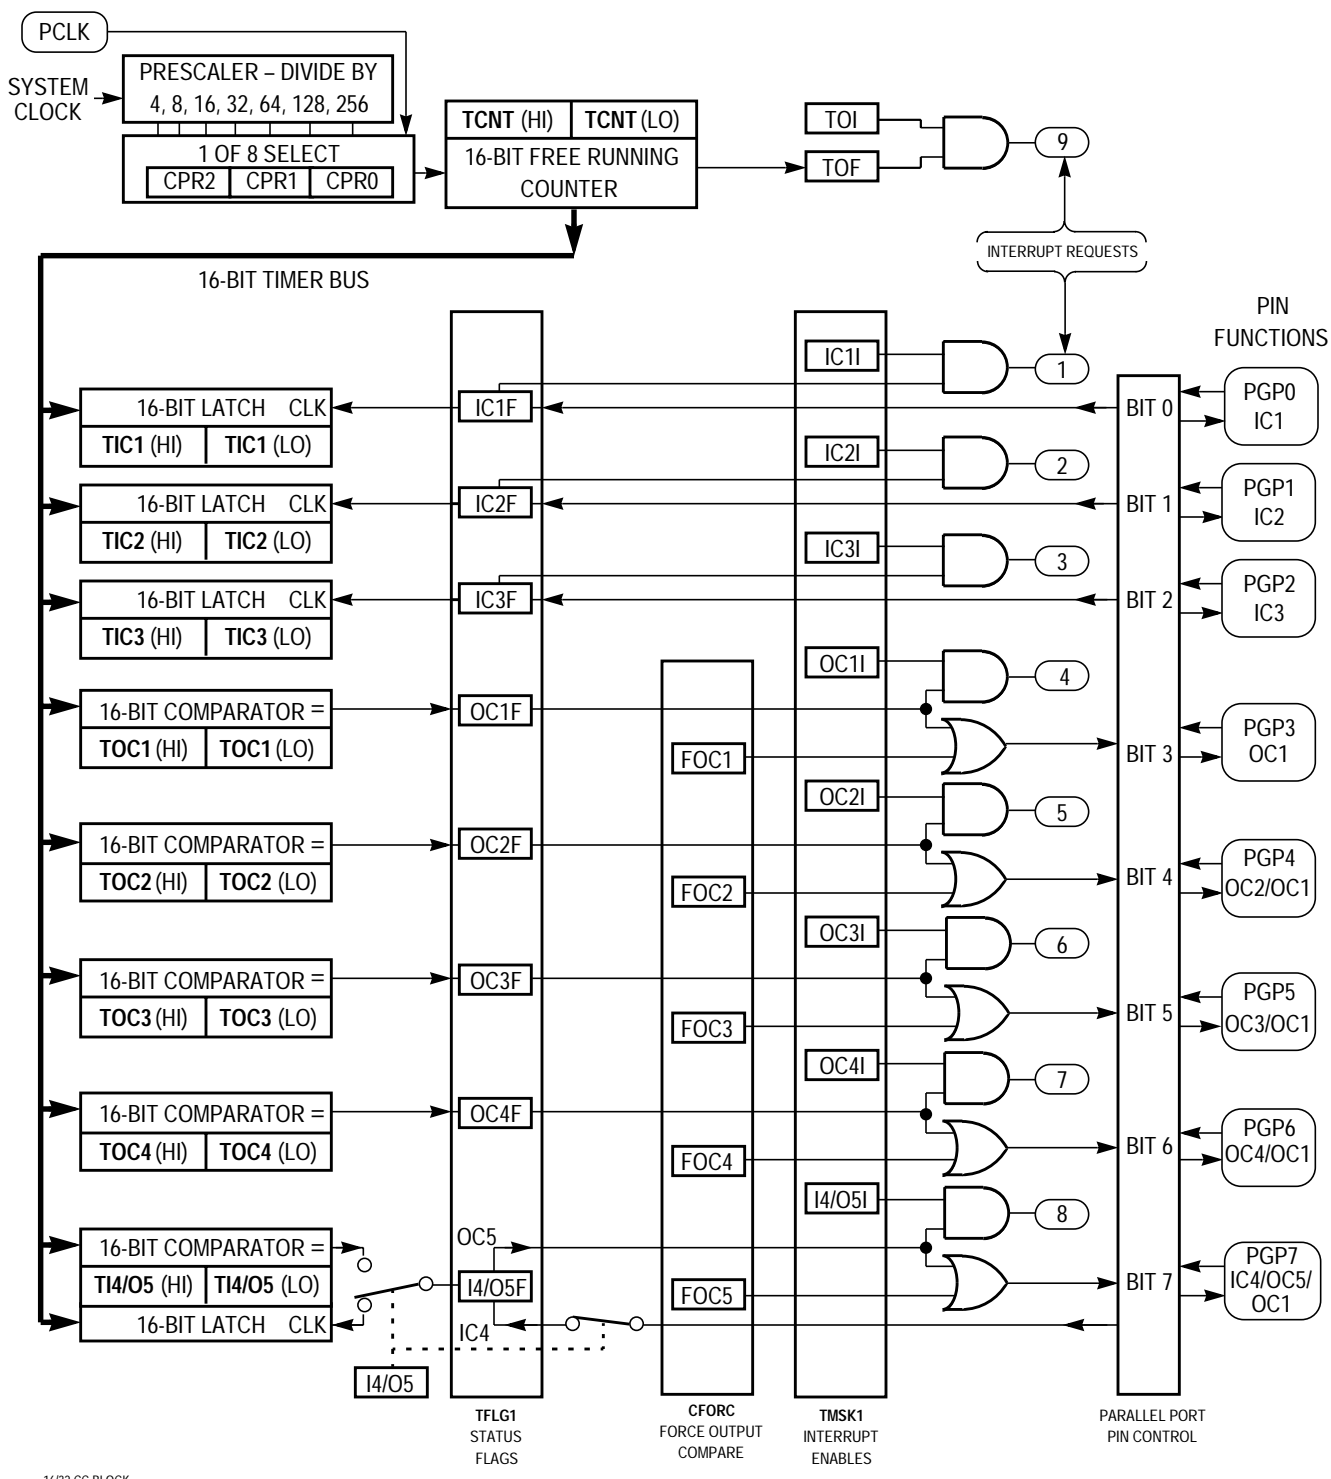 PCLK
SYSTEM
CLOCK
PRESCALER – DIVIDE BY
4, 8, 16, 32, 64, 128, 256
1 OF 8 SELECT
CPR2 CPR1 CPR0
TCNT (HI) TCNT (LO)
16-BIT FREE RUNNING
COUNTER
TOI
TOF
9
INTERRUPT REQUESTS
16-BIT TIMER BUS
PIN
FUNCTIONS
IC1I
1
16-BIT LATCH CLK
TIC1 (HI) TIC1 (LO)
IC1F
BIT 0
PGP0
IC1
IC2I
2
16-BIT LATCH CLK
TIC2 (HI) TIC2 (LO)
IC2F
BIT 1
PGP1
IC2
IC3I
3
16-BIT LATCH CLK
TIC3 (HI) TIC3 (LO)
IC3F
BIT 2
PGP2
IC3
OC1I
4
16-BIT COMPARATOR =
TOC1 (HI) TOC1 (LO)
OC1F
FOC1
BIT 3
PGP3
OC1
OC2I
5
16-BIT COMPARATOR =
TOC2 (HI) TOC2 (LO)
OC2F
FOC2
BIT 4
PGP4
OC2/OC1
OC3I
6
16-BIT COMPARATOR =
TOC3 (HI) TOC3 (LO)
OC3F
FOC3
BIT 5
PGP5
OC3/OC1
OC4I
7
16-BIT COMPARATOR =
TOC4 (HI) TOC4 (LO)
OC4F
FOC4
BIT 6
PGP6
OC4/OC1
I4/O5I
8
16-BIT COMPARATOR =
TI4/O5 (HI) TI4/O5 (LO)
16-BIT LATCH CLK
OC5
I4/O5F
IC4
FOC5
BIT 7
PGP7
IC4/OC5/
OC1
I4/O5
TFLG1
STATUS
FLAGS
CFORC
FORCE OUTPUT
COMPARE
TMSK1
INTERRUPT
ENABLES
PARALLEL PORT
PIN CONTROL